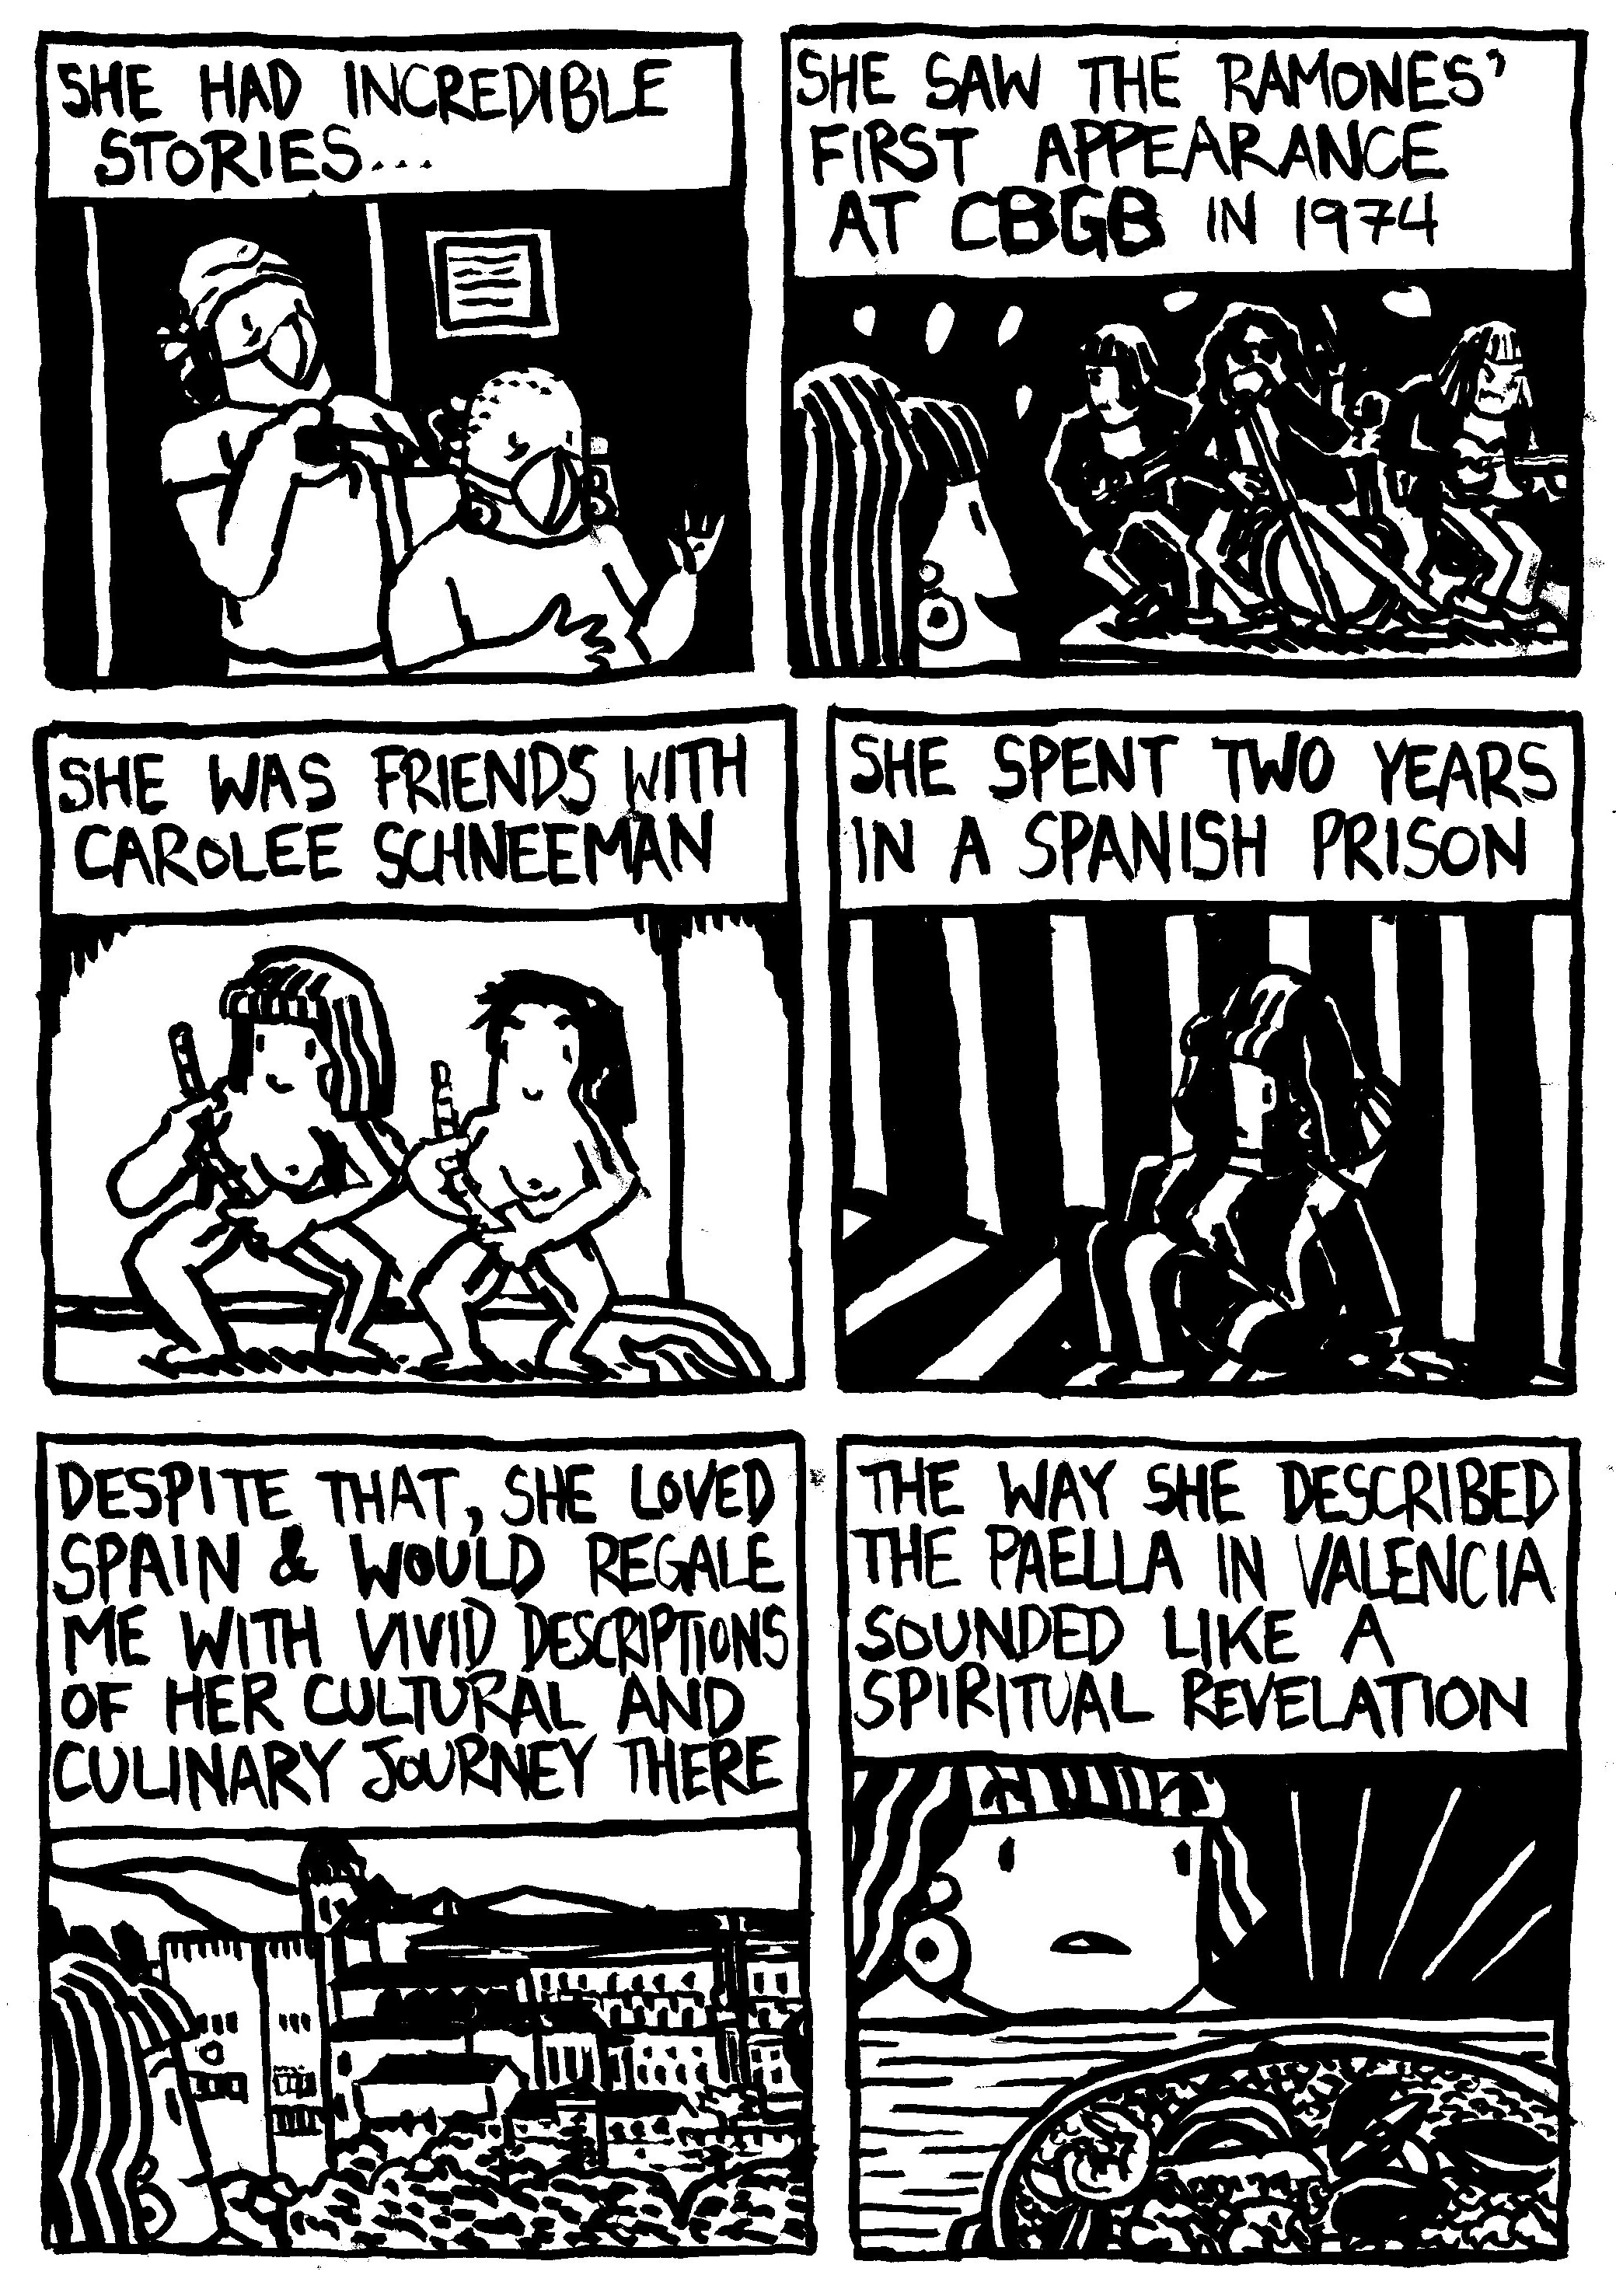 SHE HAD INCREDIBLE
STORIES...
SHE SAW THE RAMONES'
FIRST APPEARANCE
AT CBGB IN 1974
SHE WAS FRIENDS WITH
CAROLEE SCHNEEMAN
SHE SPENT TWO YEARS
IN A SPANISH PRISON
DESPITE THAT, SHE LOVED
SPAIN & WOULD REGALE
ME WITH VIVID DESCRIPTIONS
OF HER CULTURAL AND
CULINARY JOURNEY THERE
THE WAY SHE DESCRIBED
THE PAELLA IN VALENCIA
SOUNDED LIKE A
SPIRITUAL REVELATION